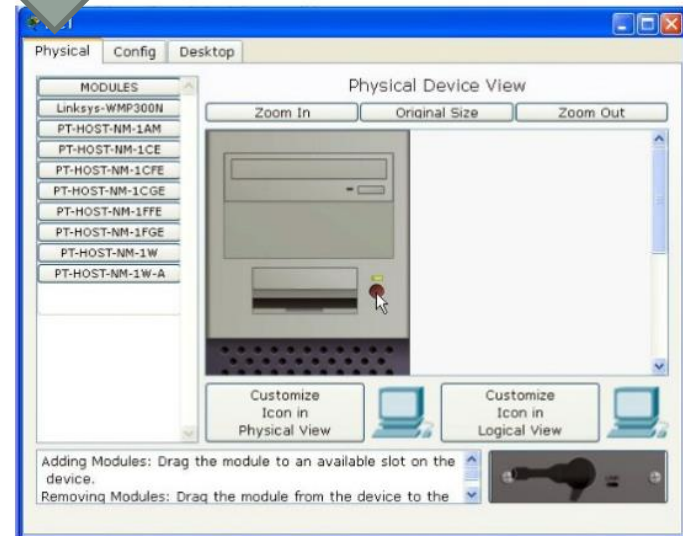 Physical Config Desktop
MODULES
Linksys-WMP300N
PT-HOST-NM-1AM
PT-HOST-NM-1CE
PT-HOST-NM-1CFE
PT-HOST-NM-1CGE
PT-HOST-NM-1FFE
PT-HOST-NM-1FGE
PT-HOST-NM-1W
PT-HOST-NM-1W-A
Physical Device View
Zoom In Original Size Zoom Out
Customize
Icon in
Physical View
Customize
Icon in
Logical View
Adding Modules: Drag the module to an available slot on the
device.
Removing Modules: Drag the module from the device to the